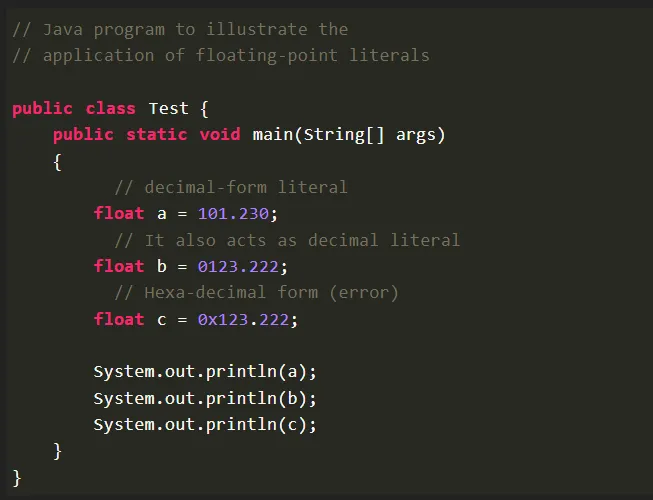 // Java program to illustrate the
// application of floating-point literals

public class Test {
    public static void main(String[] args)
    {
          // decimal-form literal
        float a = 101.230;
          // It also acts as decimal literal
        float b = 0123.222;
          // Hexa-decimal form (error)
        float c = 0x123.222;

        System.out.println(a);
        System.out.println(b);
        System.out.println(c);
    }
}